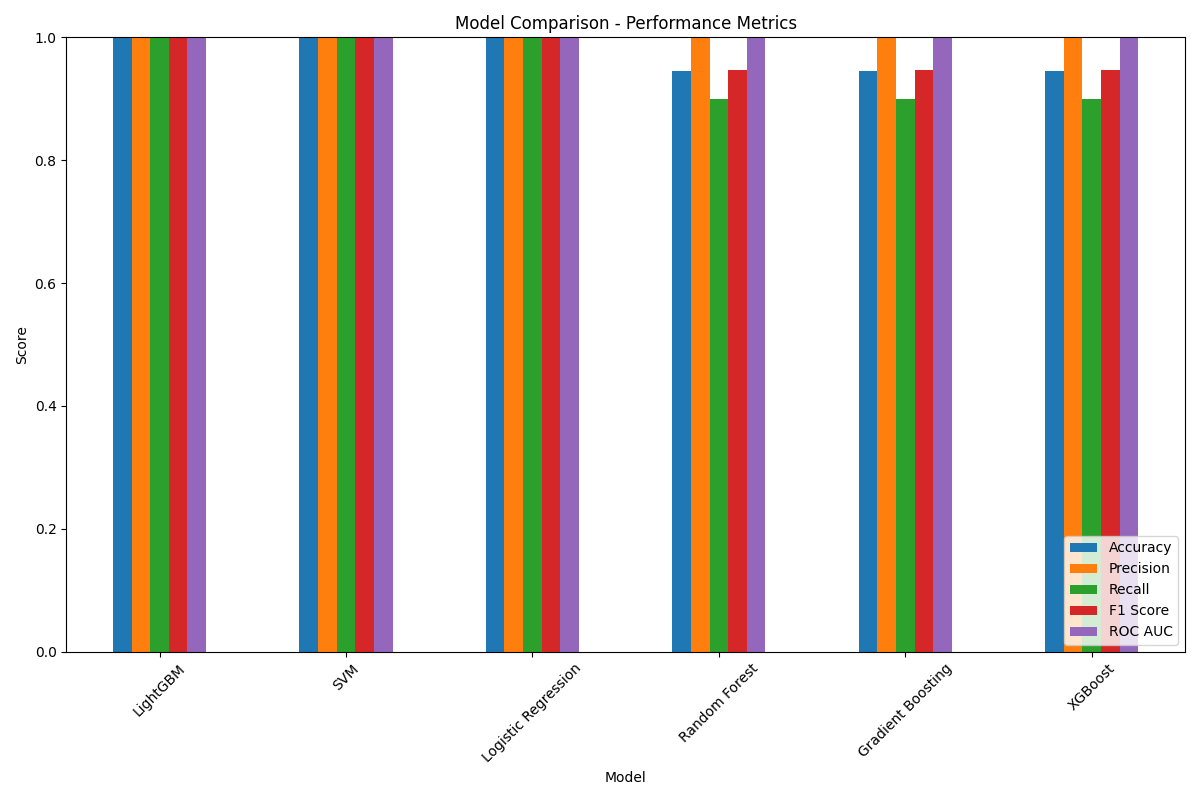 Model Comparison - Performance Metrics
1.0
0.8
0.6
0.4
0.2
0.0
Score
LightGBM
SVM
Logistic Regression
Random Forest
Gradient Boosting
XGBoost
Model
Accuracy
Precision
Recall
F1 Score
ROC AUC